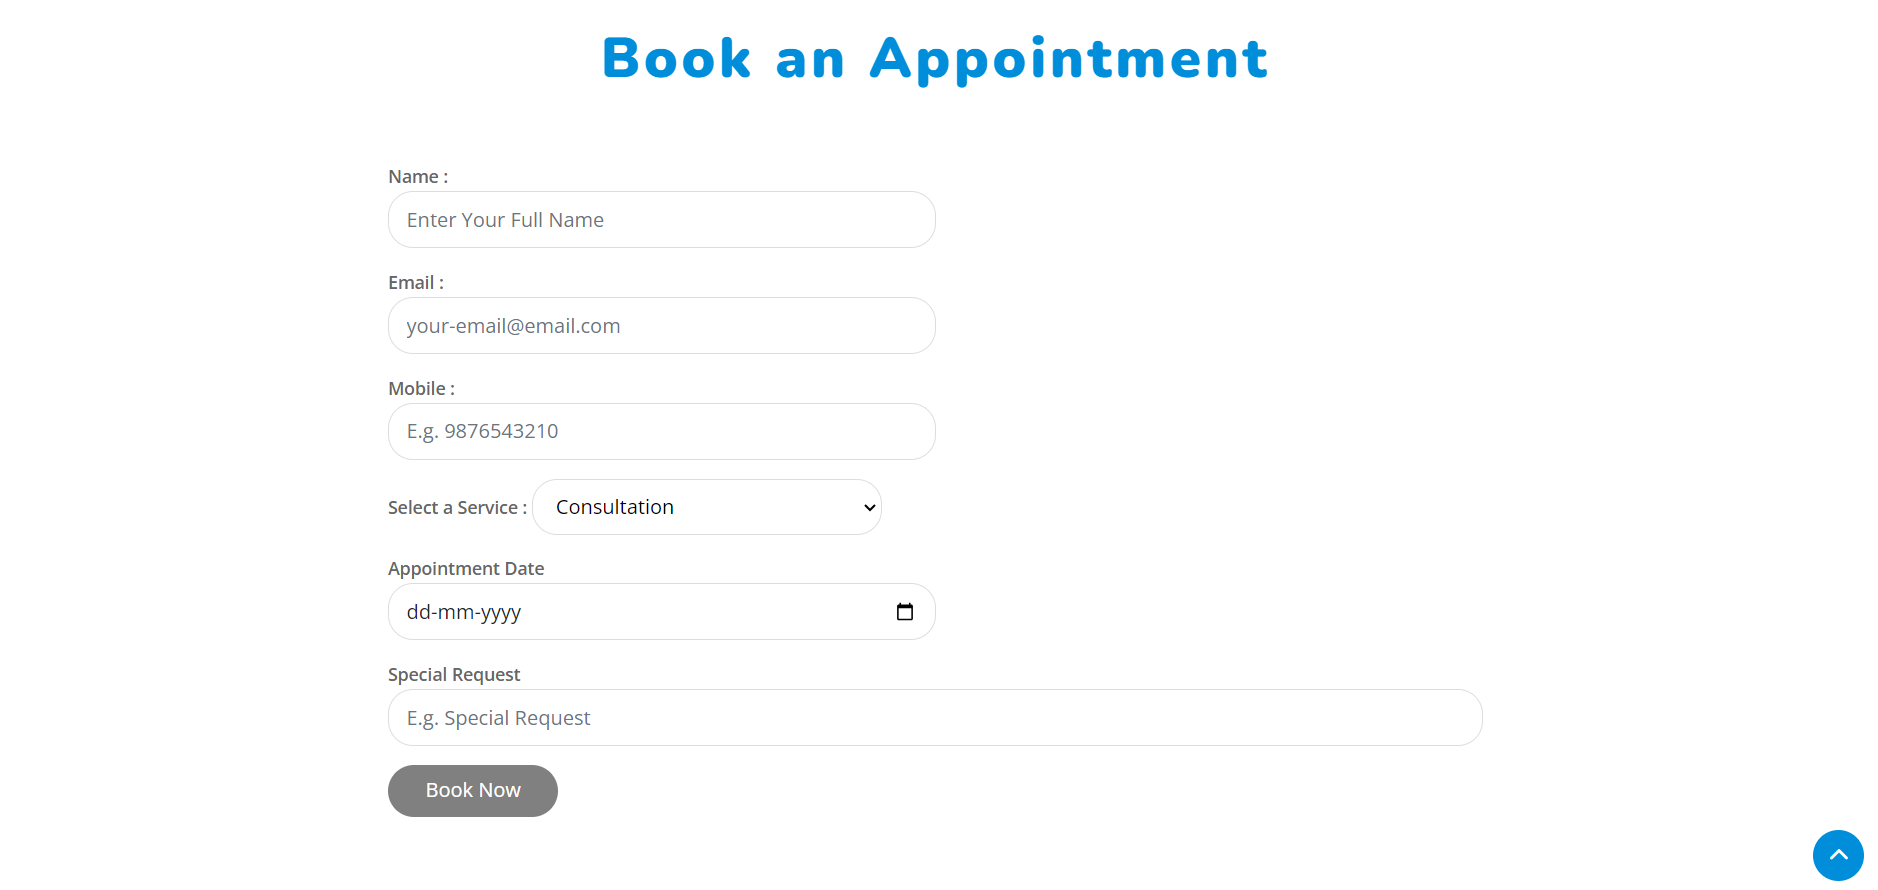 Book an Appointment
Name :
Enter Your Full Name
Email :
your-email@email.com
Mobile :
E.g. 9876543210
Select a Service : Consultation
Appointment Date
dd-mm-yyyy
Special Request
E.g. Special Request
Book Now